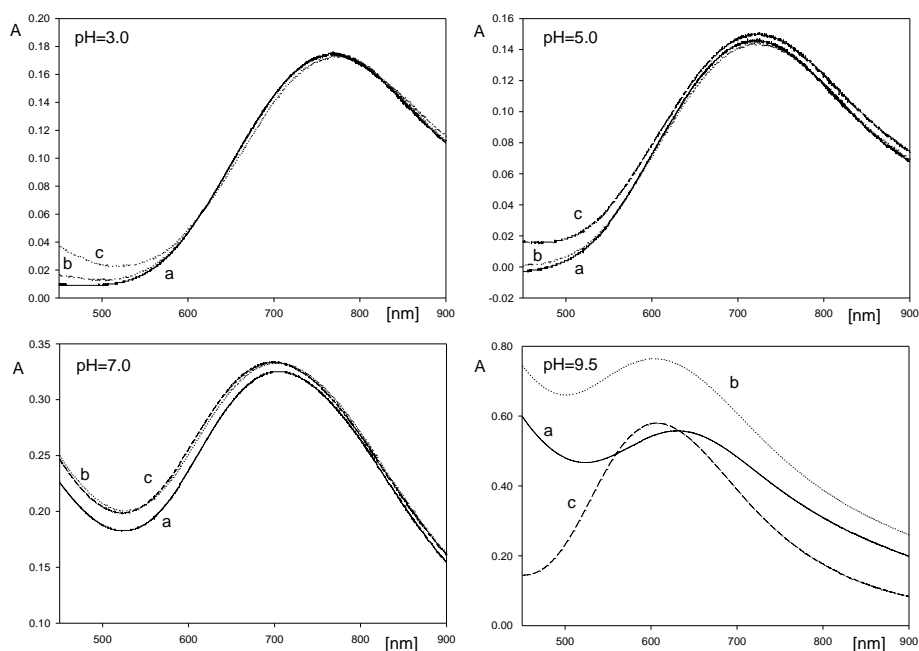 A
pH=3.0
0.20
0.18
0.16
0.14
0.12
0.10
0.08
0.06
0.04
0.02
0.00
c
b
a
500 600 700 800 [nm] 900
A
pH=5.0
0.16
0.14
0.12
0.10
0.08
0.06
0.04
0.02
0.00
-0.02
c
b
a
500 600 700 800 [nm] 900
A
pH=7.0
0.35
0.30
0.25
0.20
0.15
0.10
b
c
a
500 600 700 800 [nm] 900
A
pH=9.5
0.80
0.60
0.40
0.20
0.00
b
a
c
500 600 700 800 [nm] 900